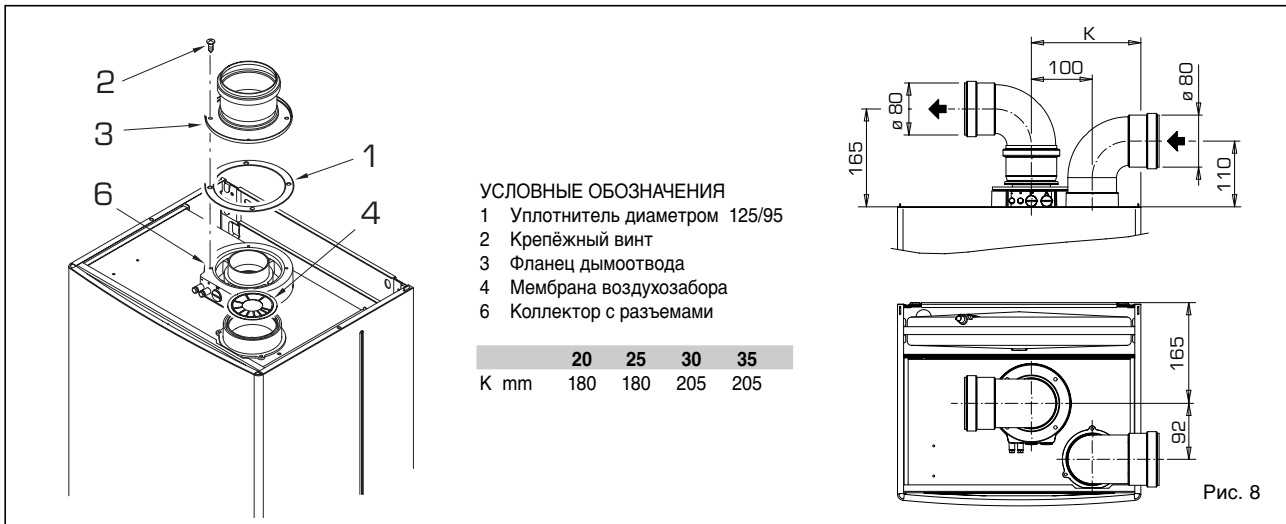 2
3
1
6
4
УСЛОВНЫЕ ОБОЗНАЧЕНИЯ
1 Уплотнитель диаметром 125/95
2 Крепёжный винт
3 Фланец дымоотвода
4 Мембрана воздухозабора
6 Коллектор с разъемами
20 25 30 35
K mm 180 180 205 205
K
100
ø 80
ø 80
165
110
165
92
Рис. 8